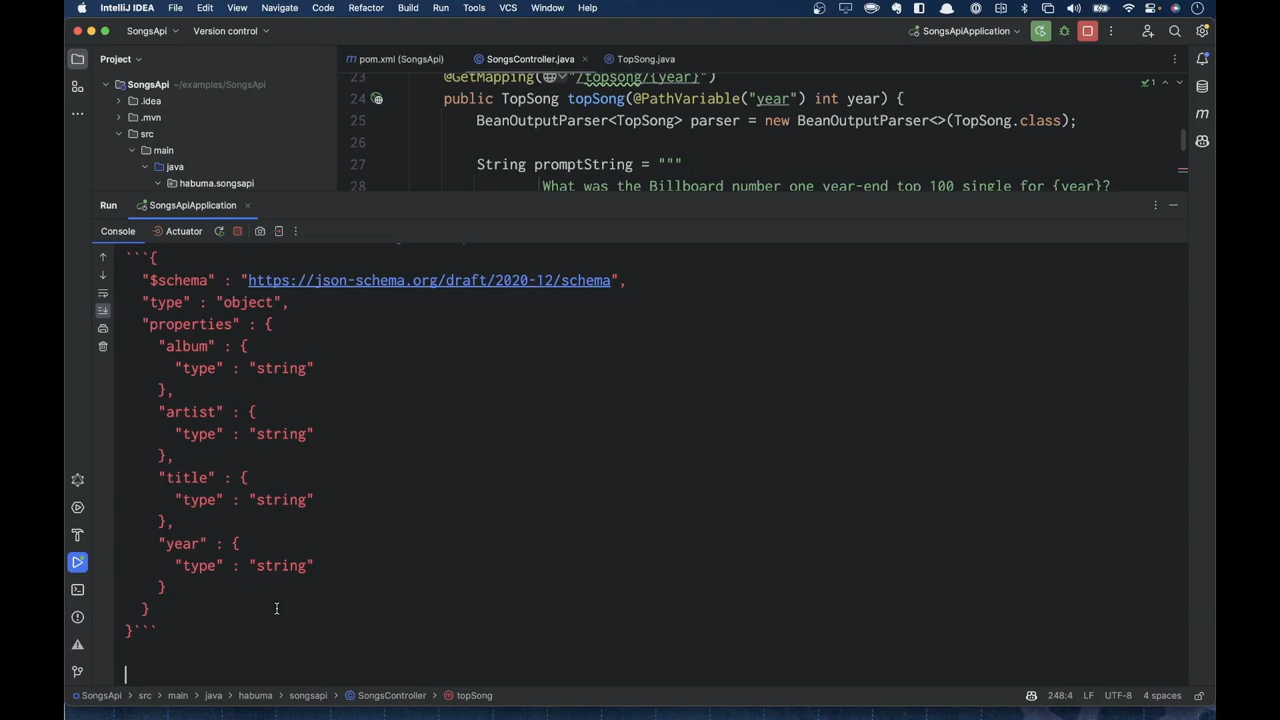 IntelliJ IDEA File Edit View Navigate Code Refactor Build Run Tools VCS Window Help
SongsApi Version control SongsApiApplication
Project
pom.xml (SongsApi) SongsController.java TopSong.java
SongsApi ~/examples/SongsApi
.idea
.mvn
src
main
java
habuma.songsapi
23 @GetMapping("/topsong/{year}")
24 public TopSong topSong(@PathVariable("year") int year) {
25 BeanOutputParser<TopSong> parser = new BeanOutputParser<>(TopSong.class);
26
27 String promptString = """
28 What was the Billboard number one year-end top 100 single for {year}?
1
Run SongsApiApplication
Console Actuator
```{
"$schema" : "https://json-schema.org/draft/2020-12/schema",
"type" : "object",
"properties" : {
"album" : {
"type" : "string"
},
"artist" : {
"type" : "string"
},
"title" : {
"type" : "string"
},
"year" : {
"type" : "string"
}
}
}```
SongsApi src main java habuma songsapi SongsController topSong 248:4 LF UTF-8 4 spaces